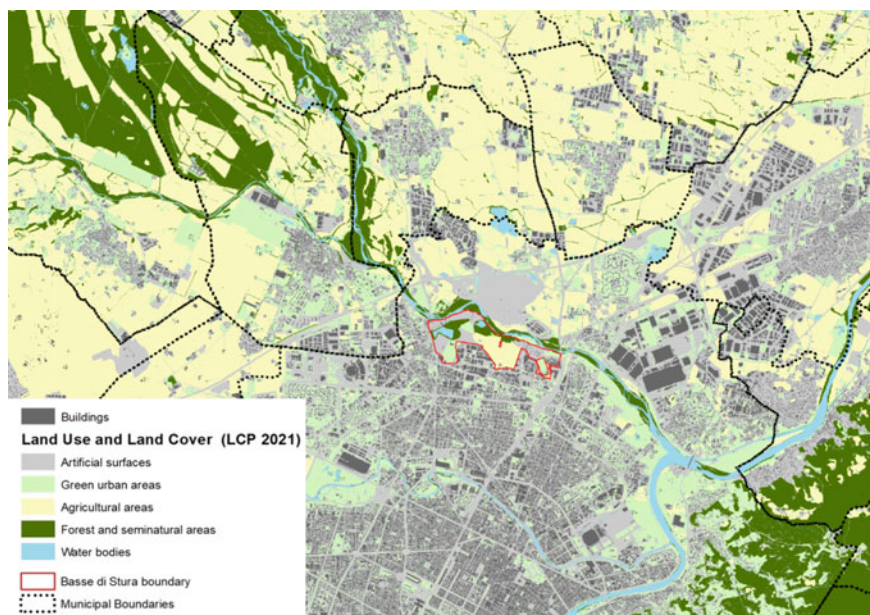 Buildings
Land Use and Land Cover (LCP 2021)
Artificial surfaces
Green urban areas
Agricultural areas
Forest and seminatural areas
Water bodies
Basse di Stura boundary
Municipal Boundaries